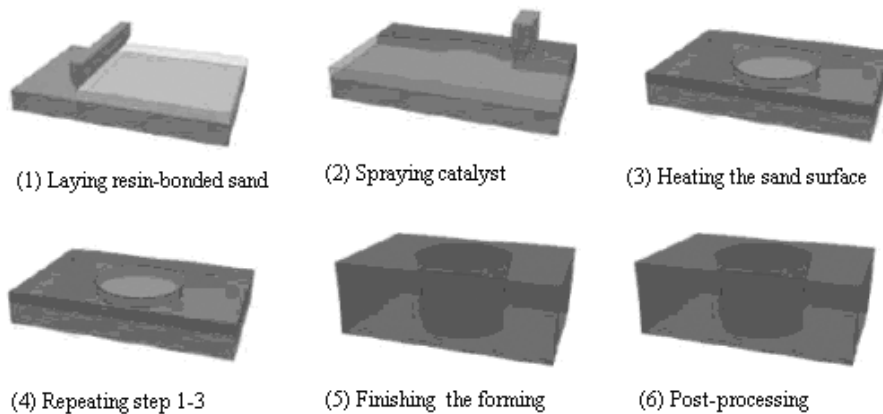 (1) Laying resin-bonded sand
(2) Spraying catalyst
(3) Heating the sand surface
(4) Repeating step 1-3
(5) Finishing the forming
(6) Post-processing